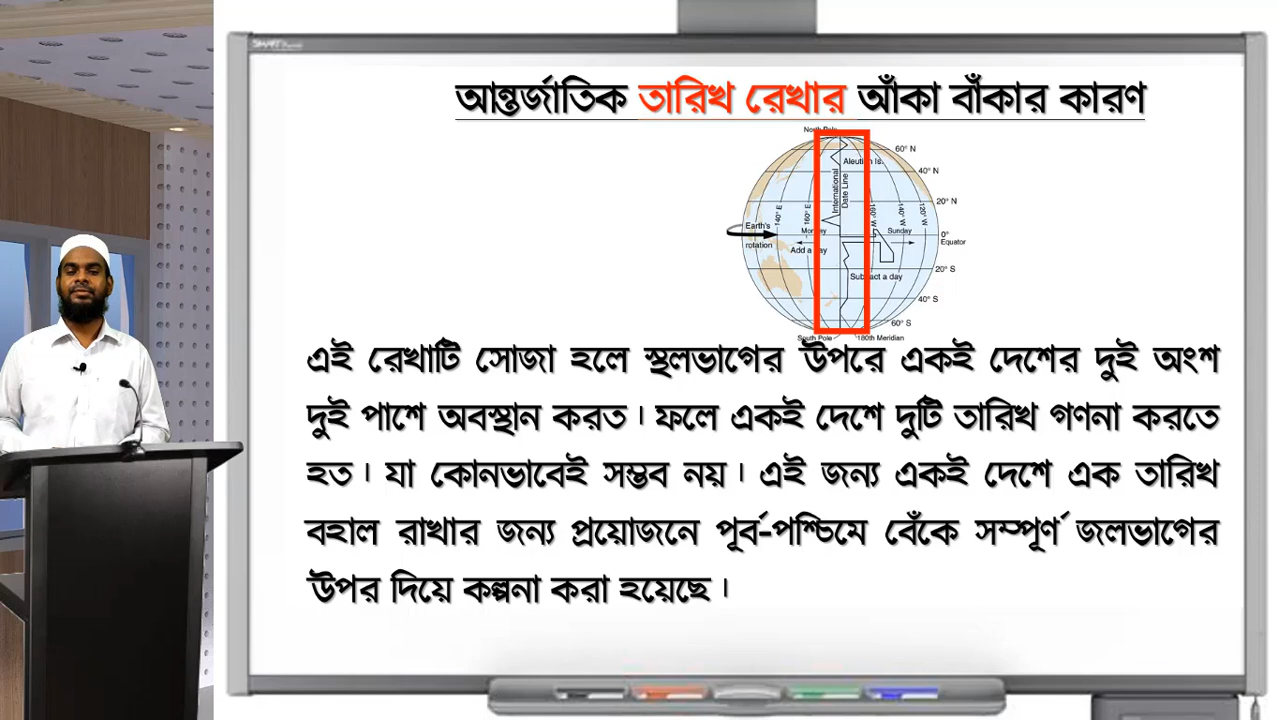 আন্তর্জাতিক তারিখ রেখার আঁকা বাঁকার কারণ
North Pole
60° N
Aleutian Is.
40° N
International
Date Line
20° N
140° E
160° E
160° W
140° W
120° W
Earth's
rotation
Monday
Sunday
0°
Equator
Add a day
20° S
Subtract a day
40° S
60° S
South Pole
180th Meridian
এই রেখাটি সোজা হলে স্থলভাগের উপরে একই দেশের দুই অংশ
দুই পাশে অবস্থান করত। ফলে একই দেশে দুটি তারিখ গণনা করতে
হত। যা কোনভাবেই সম্ভব নয়। এই জন্য একই দেশে এক তারিখ
বহাল রাখার জন্য প্রয়োজনে পূর্ব-পশ্চিমে বেঁকে সম্পূর্ণ জলভাগের
উপর দিয়ে কল্পনা করা হয়েছে।